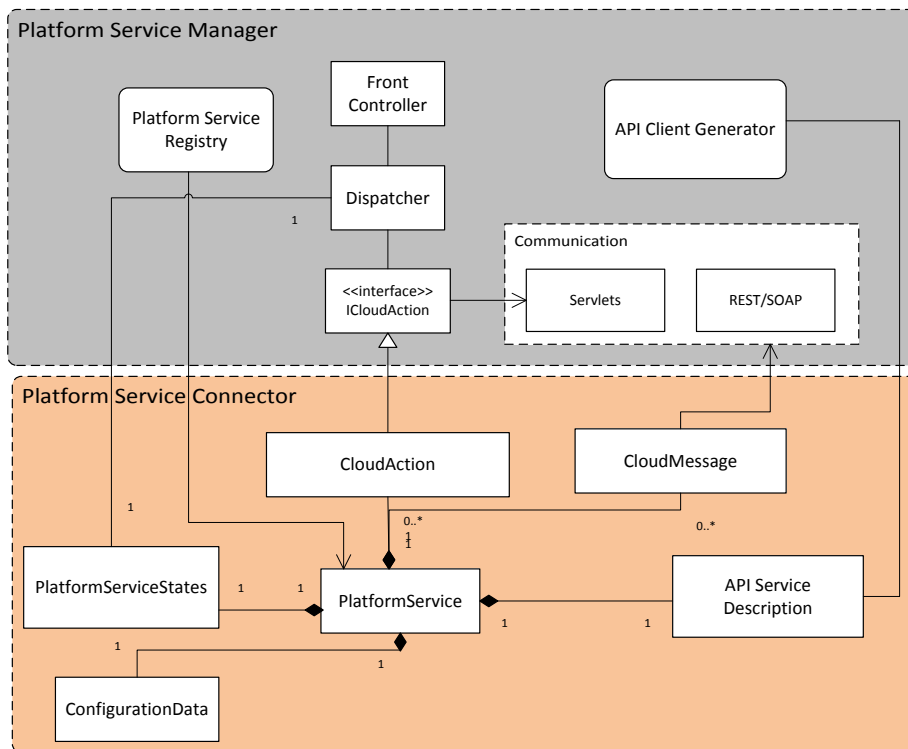 Platform Service Manager
Front
Controller
Platform Service
Registry
API Client Generator
Dispatcher
1
Communication
<<interface>>
ICloudAction
Servlets
REST/SOAP
Platform Service Connector
CloudAction
CloudMessage
1
0..*
1
1
0..*
PlatformServiceStates
1
1
PlatformService
API Service
Description
1
1
1
1
ConfigurationData